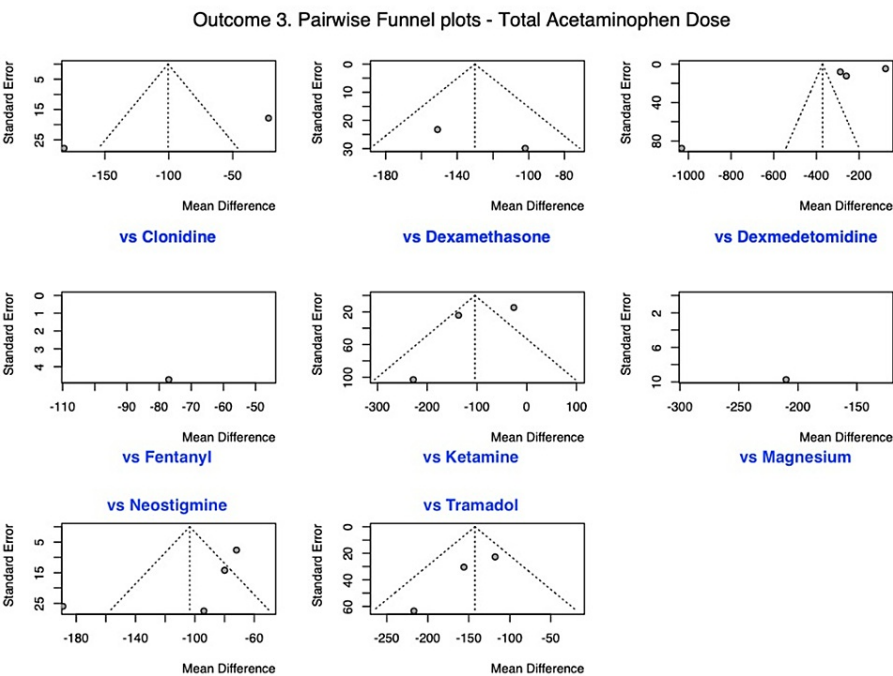 Outcome 3. Pairwise Funnel plots - Total Acetaminophen Dose
Standard Error
5
15
25
-150 -100 -50
Mean Difference
vs Clonidine
Standard Error
0
10
20
30
-180 -140 -100 -80
Mean Difference
vs Dexamethasone
Standard Error
0
40
80
-1000 -800 -600 -400 -200
Mean Difference
vs Dexmedetomidine
Standard Error
0
1
2
3
4
-110 -90 -80 -70 -60 -50
Mean Difference
vs Fentanyl
Standard Error
20
60
100
-300 -200 -100 0 100
Mean Difference
vs Ketamine
Standard Error
2
6
10
-300 -250 -200 -150
Mean Difference
vs Magnesium
vs Neostigmine
Standard Error
5
15
25
-180 -140 -100 -60
Mean Difference
vs Tramadol
Standard Error
0
20
40
60
-250 -200 -150 -100 -50
Mean Difference